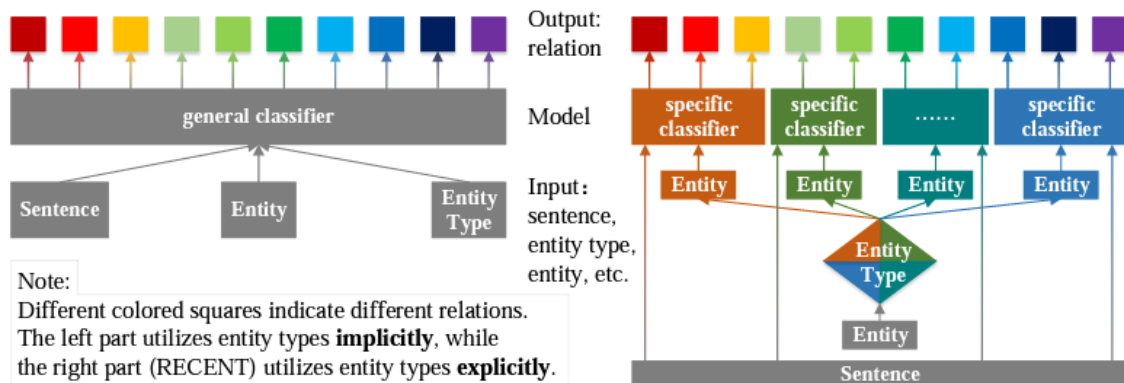 Output:
relation
Model
Input：
sentence,
entity type,
entity, etc.
general classifier
Sentence
Entity
Entity
Type
Note:
Different colored squares indicate different relations.
The left part utilizes entity types implicitly, while
the right part (RECENT) utilizes entity types explicitly.
specific
classifier
specific
classifier
……
specific
classifier
Entity
Entity
Entity
Entity
Entity
Type
Entity
Sentence